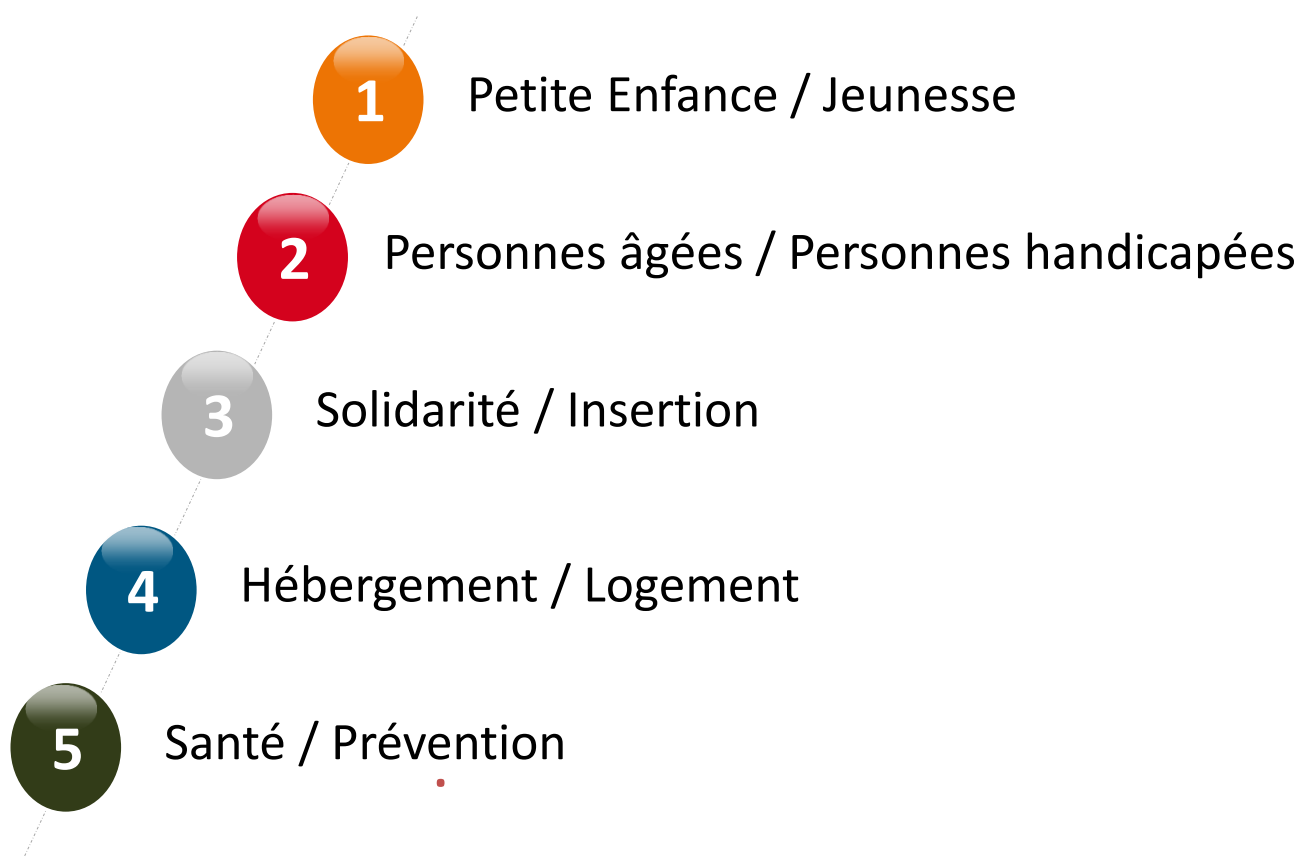 1 Petite Enfance / Jeunesse
2 Personnes âgées / Personnes handicapées
3 Solidarité / Insertion
4 Hébergement / Logement
5 Santé / Prévention